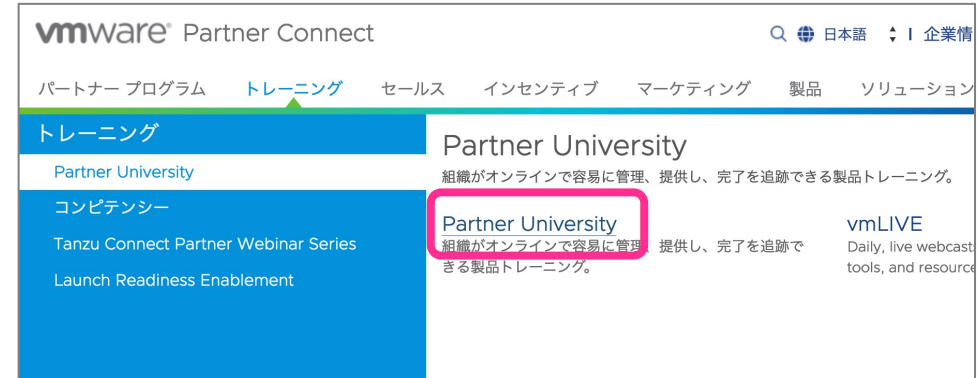 vmware® Partner Connect
日本語 | 企業情
パートナー プログラム トレーニング セールス インセンティブ マーケティング 製品 ソリューション
トレーニング
Partner University
コンピテンシー
Tanzu Connect Partner Webinar Series
Launch Readiness Enablement
Partner University
組織がオンラインで容易に管理、提供し、完了を追跡できる製品トレーニング。
Partner University
組織がオンラインで容易に管理、提供し、完了を追跡で
きる製品トレーニング。
vmLIVE
Daily, live webcast
tools, and resource